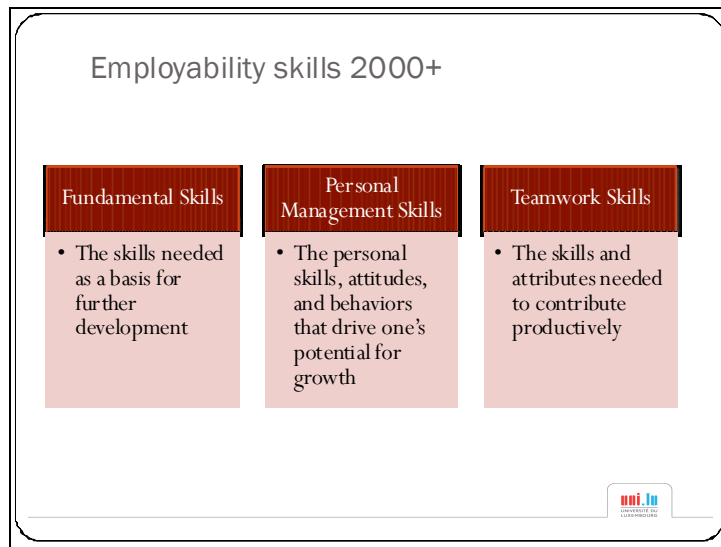 Employability skills 2000+
Fundamental Skills
• The skills needed
as a basis for
further
development
Personal
Management Skills
• The personal
skills, attitudes,
and behaviors
that drive one’s
potential for
growth
Teamwork Skills
• The skills and
attributes needed
to contribute
productively
uni.lu
UNIVERSITÉ DU
LUXEMBOURG